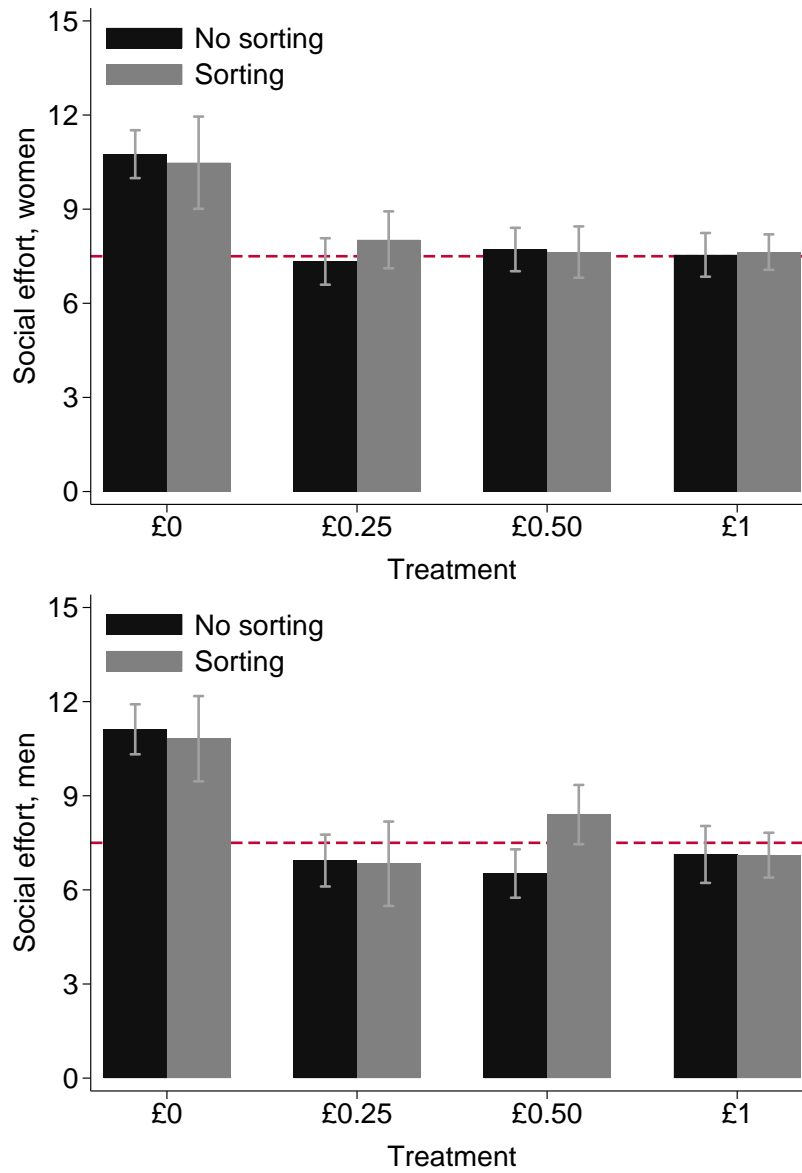 15
No sorting
Sorting
12
9
6
3
0
Social effort, women
£0 £0.25 £0.50 £1
Treatment
15
No sorting
Sorting
12
9
6
3
0
Social effort, men
£0 £0.25 £0.50 £1
Treatment